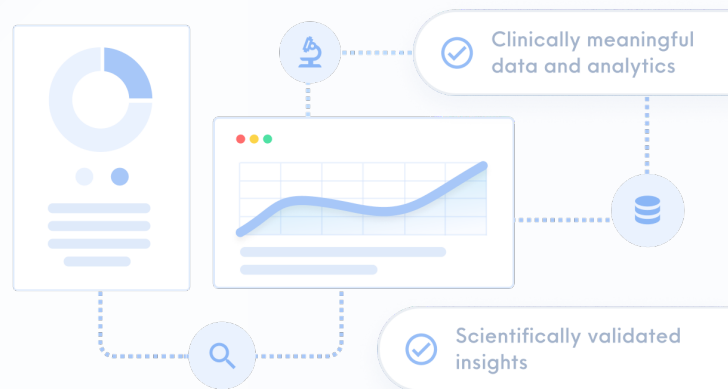 Clinically meaningful
data and analytics
Scientifically validated
insights